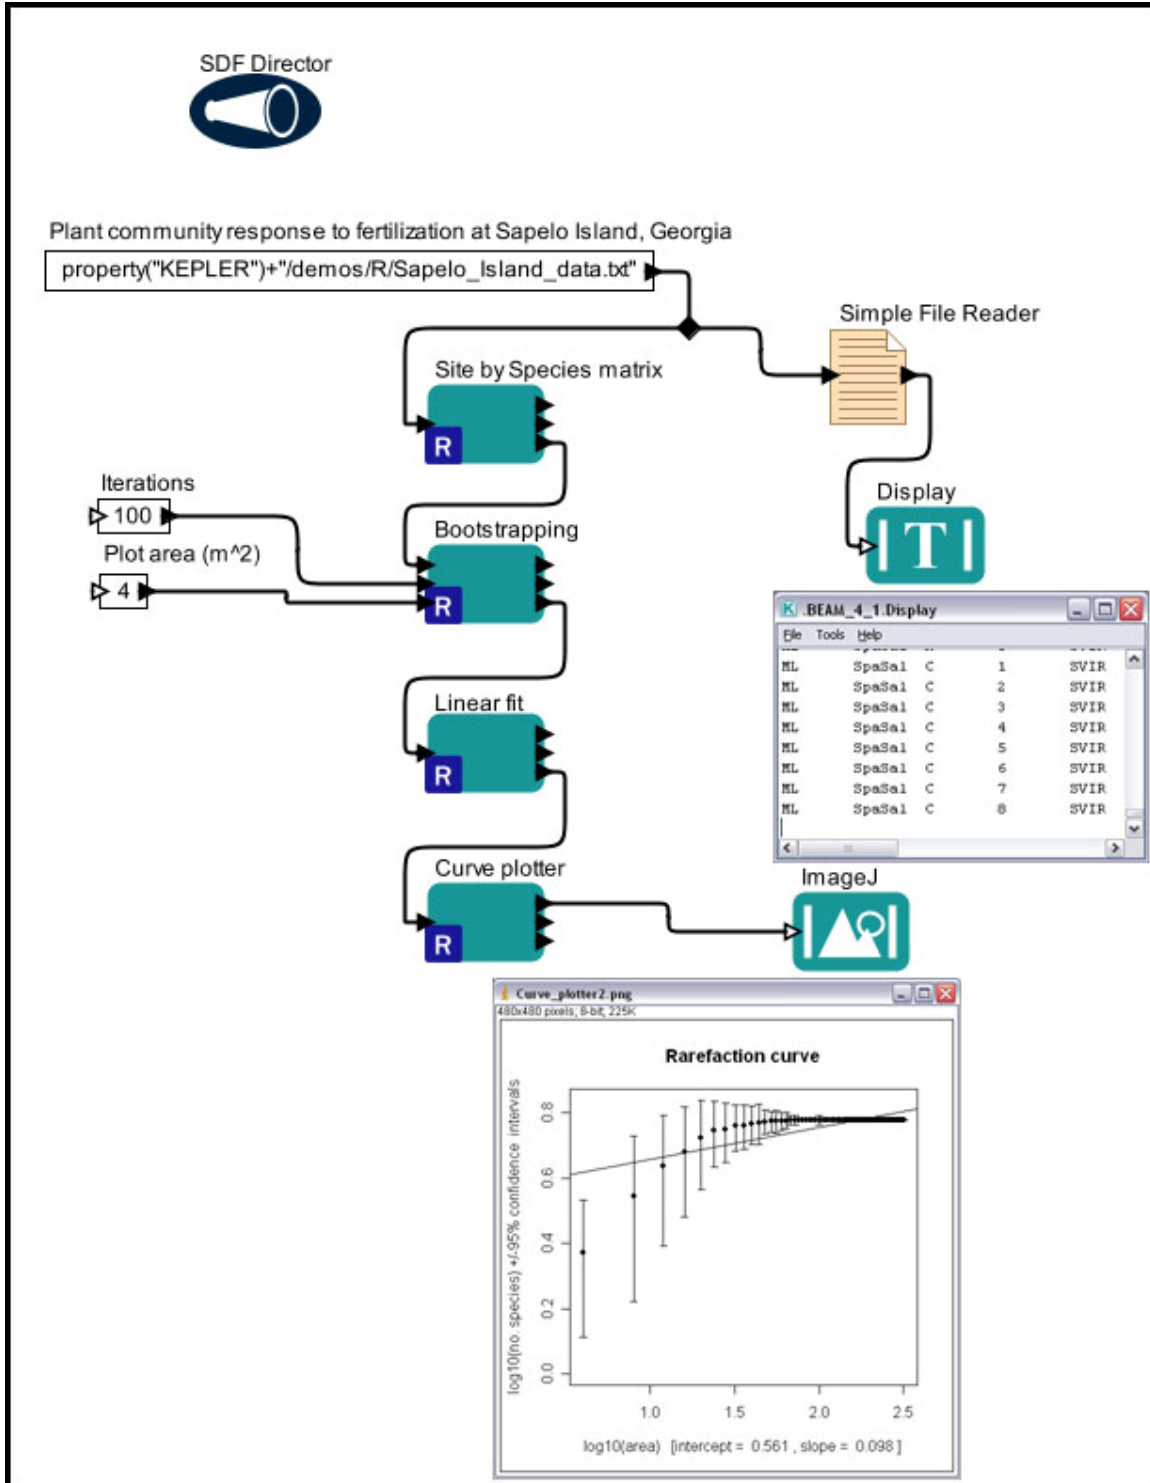 SDF Director
Plant community response to fertilization at Sapelo Island, Georgia
property("KEPLER")+"/demos/R/Sapelo_Island_data.txt"
Simple File Reader
Site by Species matrix
R
Iterations
100
Plot area (m^2)
4
Bootstrapping
R
Display
T
K .BEAM_4_1.Display
File Tools Help
ML SpaSal C 1 SVIR
ML SpaSal C 2 SVIR
ML SpaSal C 3 SVIR
ML SpaSal C 4 SVIR
ML SpaSal C 5 SVIR
ML SpaSal C 6 SVIR
ML SpaSal C 7 SVIR
ML SpaSal C 8 SVIR
Linear fit
R
Curve plotter
R
ImageJ
Curve_plotter2.png
480x480 pixels; 8-bit; 225K
Rarefaction curve
log10(no. species) +/-95% confidence intervals
0.8
0.6
0.4
0.2
0.0
1.0 1.5 2.0 2.5
log10(area) [intercept = 0.561 , slope = 0.098 ]